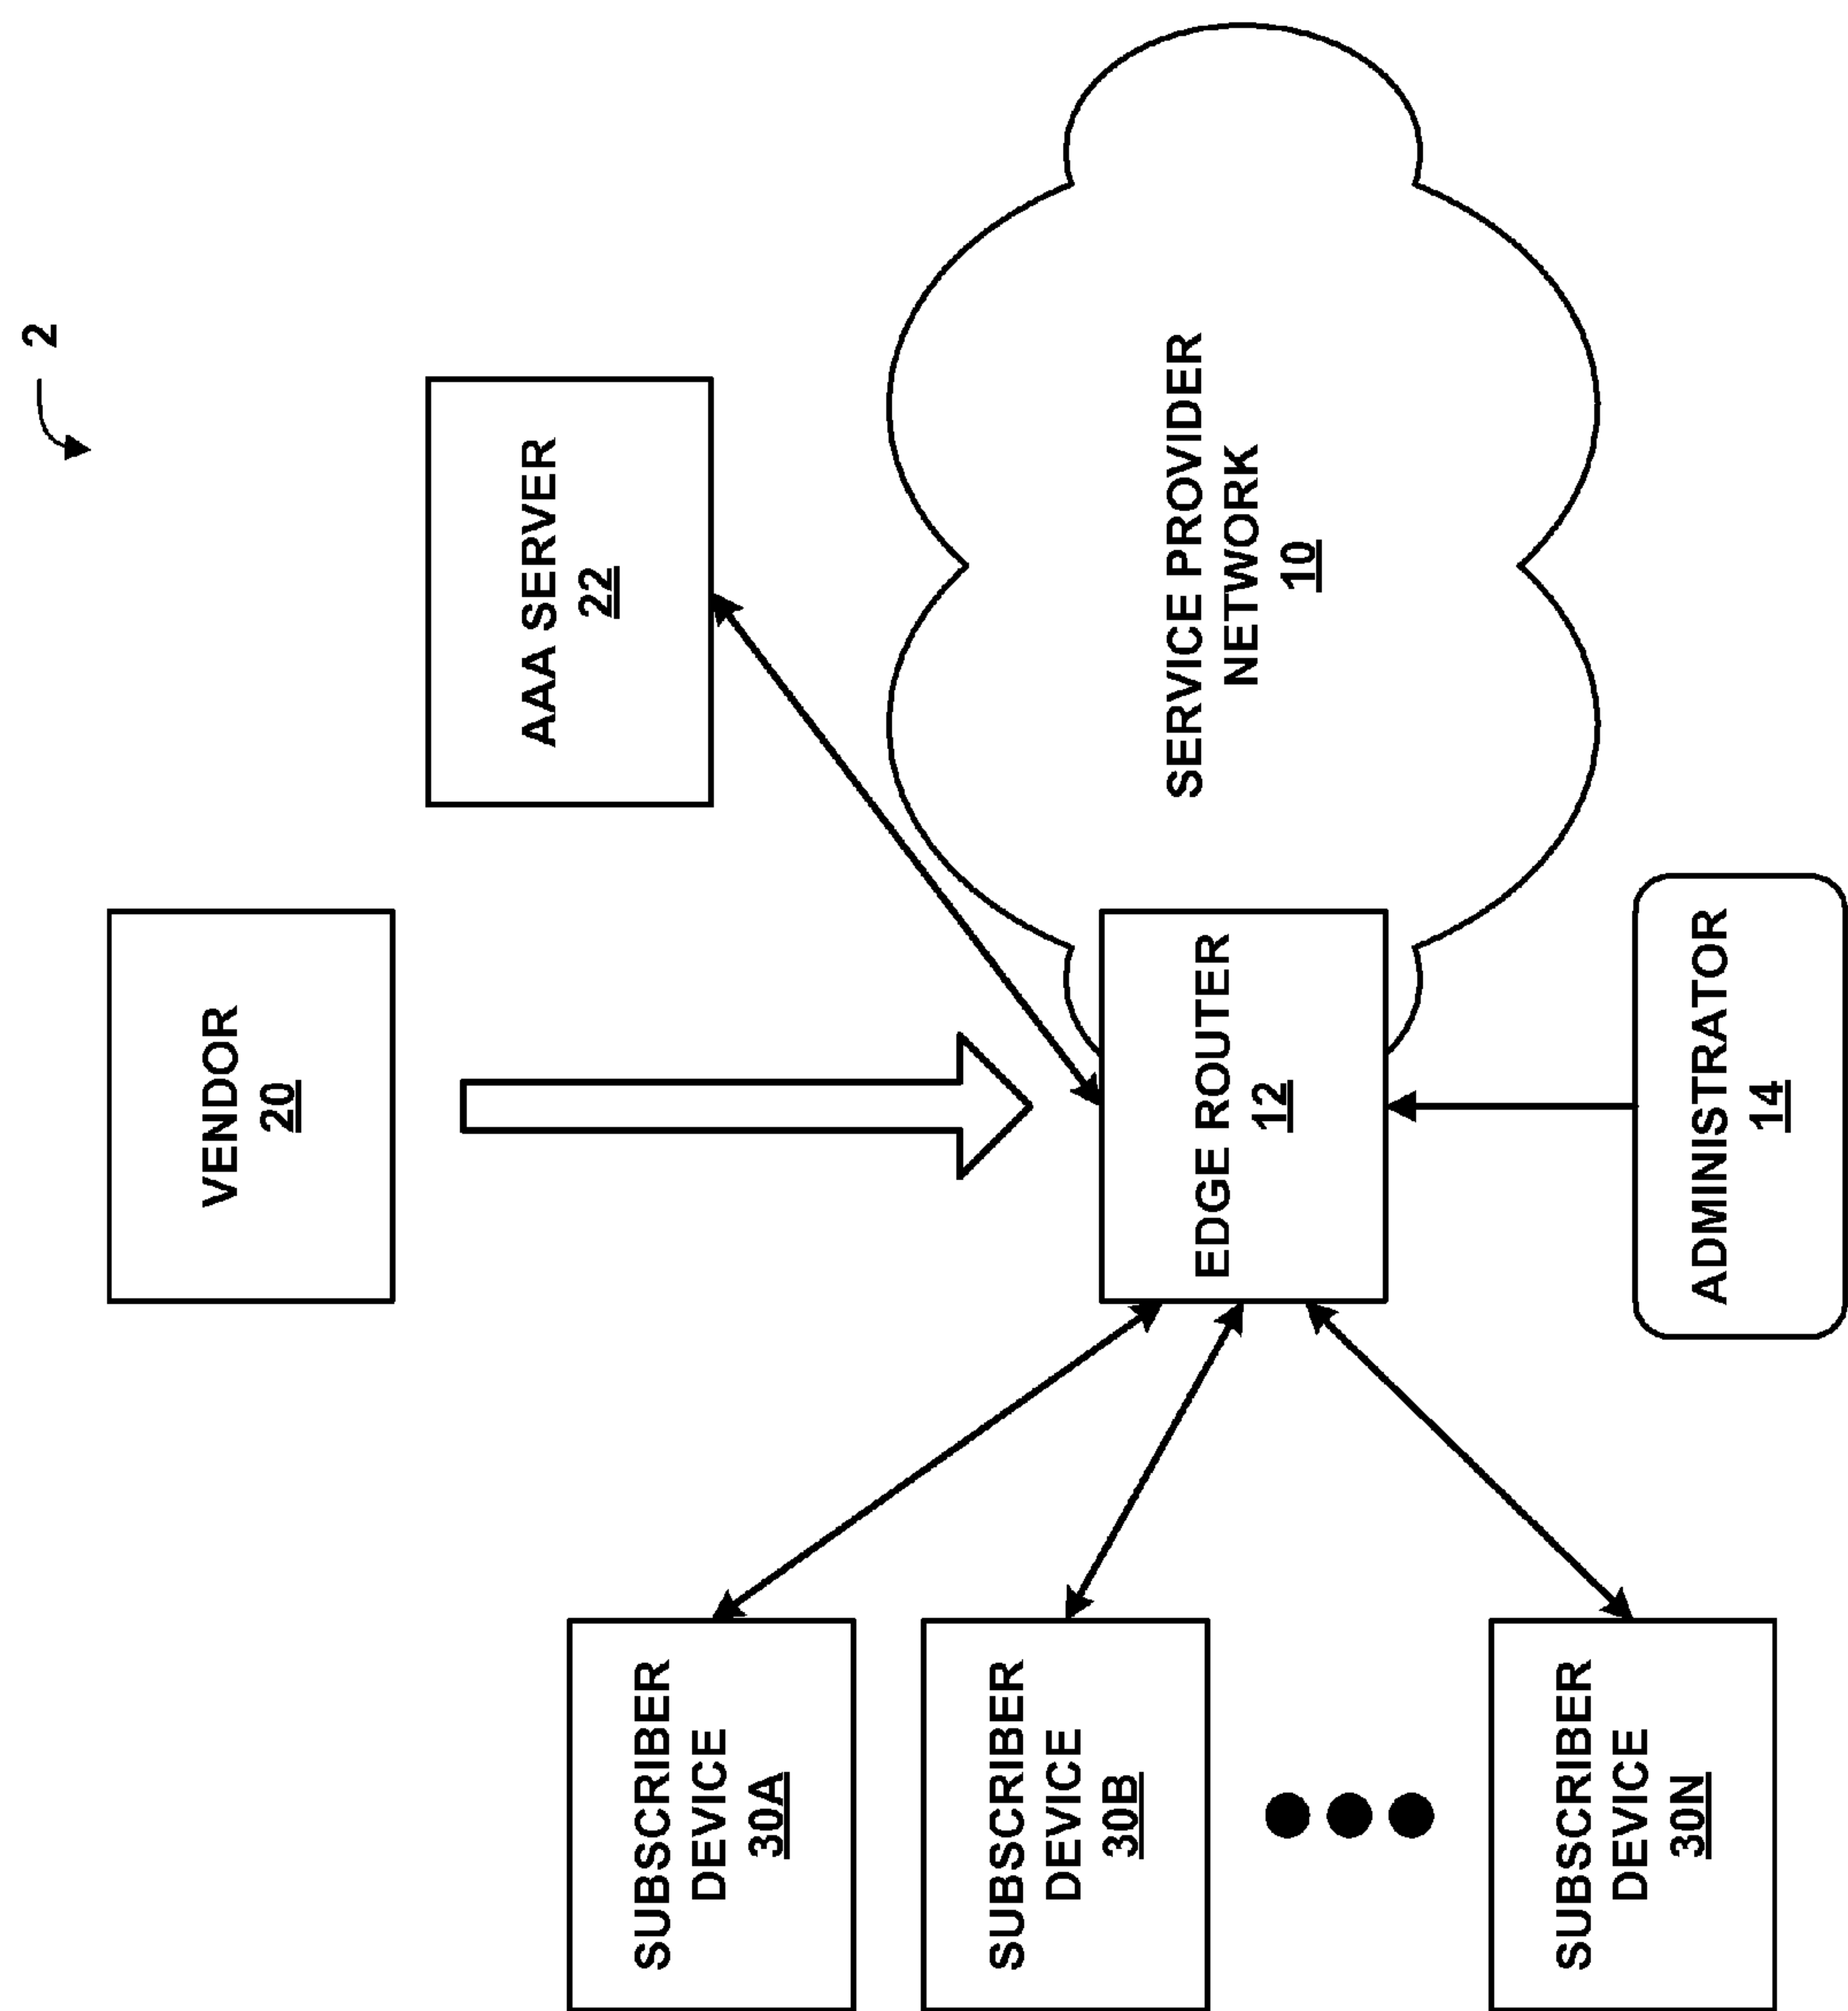 2
VENDOR
20
AAA SERVER
22
SUBSCRIBER
DEVICE
30A
SUBSCRIBER
DEVICE
30B
SUBSCRIBER
DEVICE
30N
EDGE ROUTER
12
SERVICE PROVIDER
NETWORK
10
ADMINISTRATOR
14